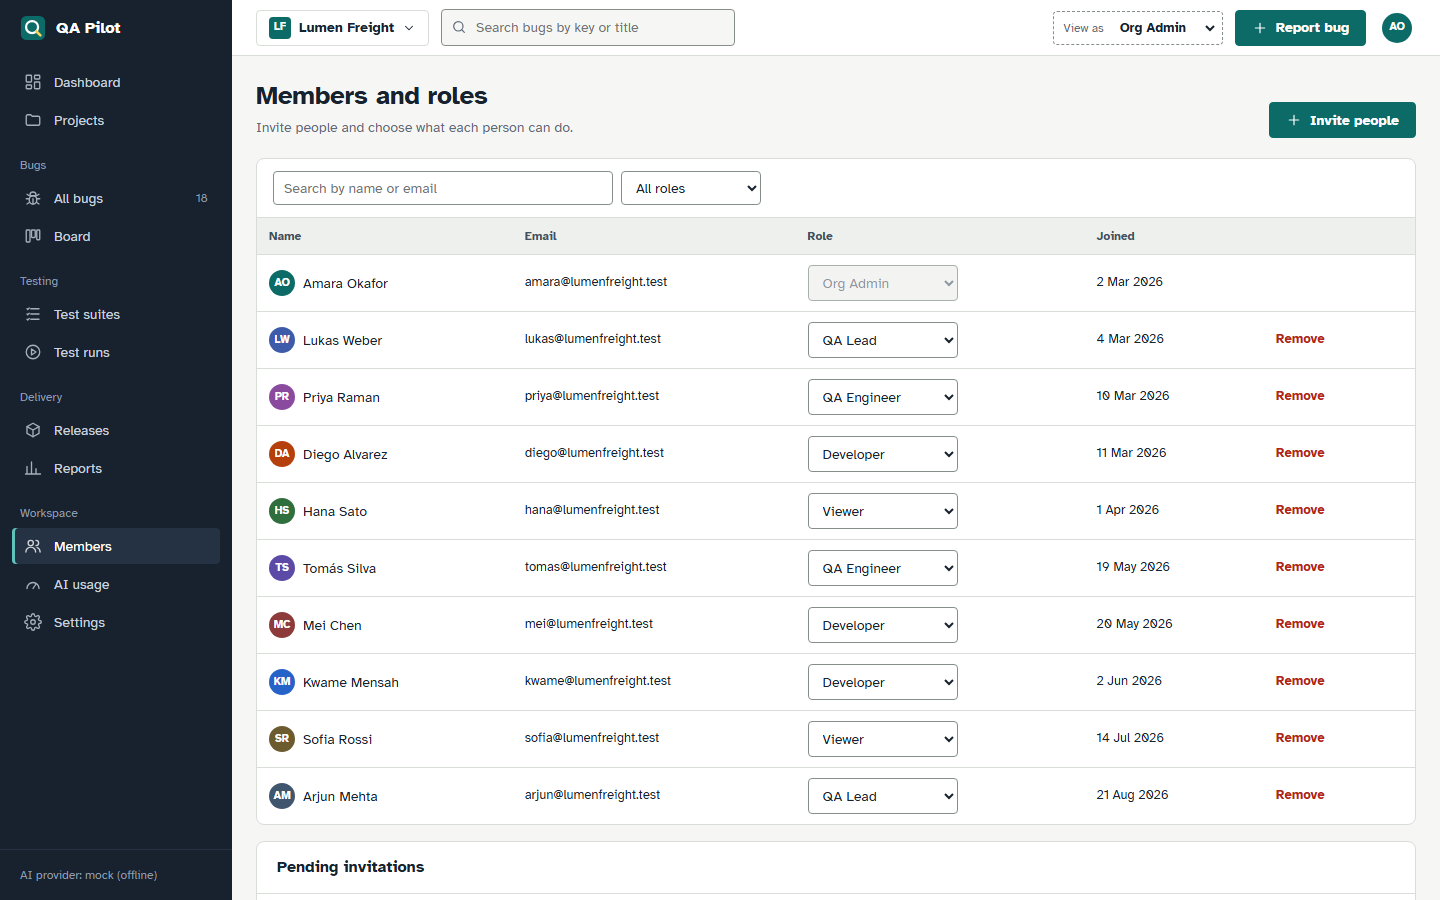 QA Pilot
Dashboard
Projects
Bugs
All bugs 18
Board
Testing
Test suites
Test runs
Delivery
Releases
Reports
Workspace
Members
AI usage
Settings
AI provider: mock (offline)
LF Lumen Freight
Search bugs by key or title
View as Org Admin
Report bug
AO
Members and roles
Invite people and choose what each person can do.
Invite people
Search by name or email
All roles
Name Email Role Joined
AO Amara Okafor amara@lumenfreight.test Org Admin 2 Mar 2026
LW Lukas Weber lukas@lumenfreight.test QA Lead 4 Mar 2026 Remove
PR Priya Raman priya@lumenfreight.test QA Engineer 10 Mar 2026 Remove
DA Diego Alvarez diego@lumenfreight.test Developer 11 Mar 2026 Remove
HS Hana Sato hana@lumenfreight.test Viewer 1 Apr 2026 Remove
TS Tomás Silva tomas@lumenfreight.test QA Engineer 19 May 2026 Remove
MC Mei Chen mei@lumenfreight.test Developer 20 May 2026 Remove
KM Kwame Mensah kwame@lumenfreight.test Developer 2 Jun 2026 Remove
SR Sofia Rossi sofia@lumenfreight.test Viewer 14 Jul 2026 Remove
AM Arjun Mehta arjun@lumenfreight.test QA Lead 21 Aug 2026 Remove
Pending invitations